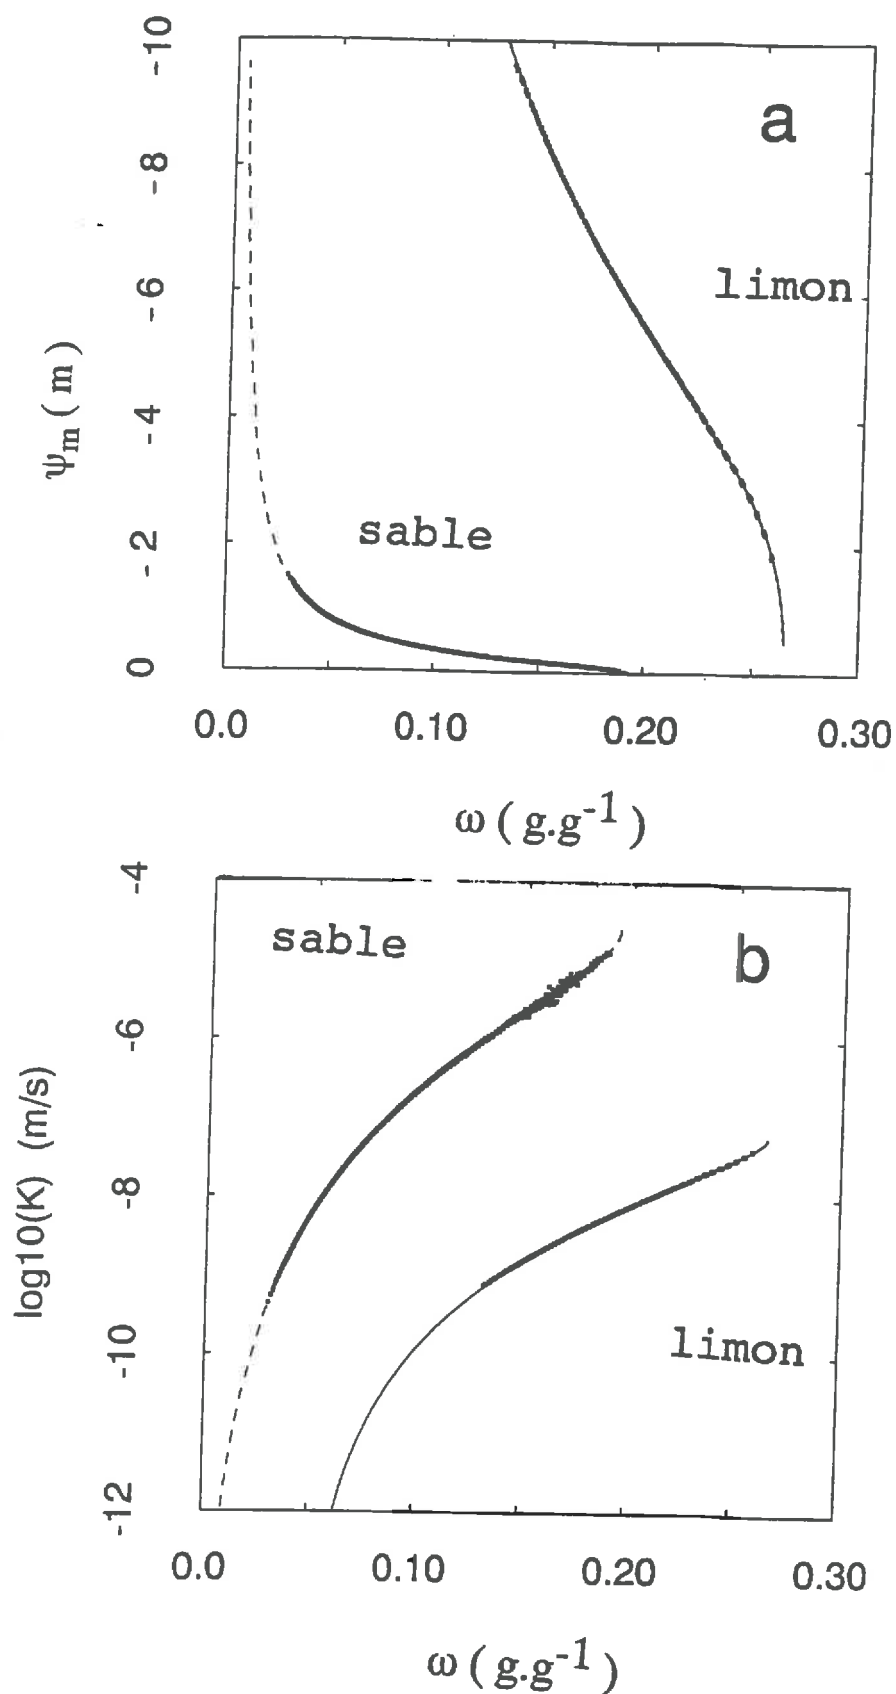 -10
-8
-6
-4
-2
0
ψm ( m )
a
limon
sable
0.0 0.10 0.20 0.30
ω ( g.g-1 )
-4
-6
-8
-10
-12
log10(K) (m/s)
sable
b
limon
0.0 0.10 0.20 0.30
ω ( g.g-1 )